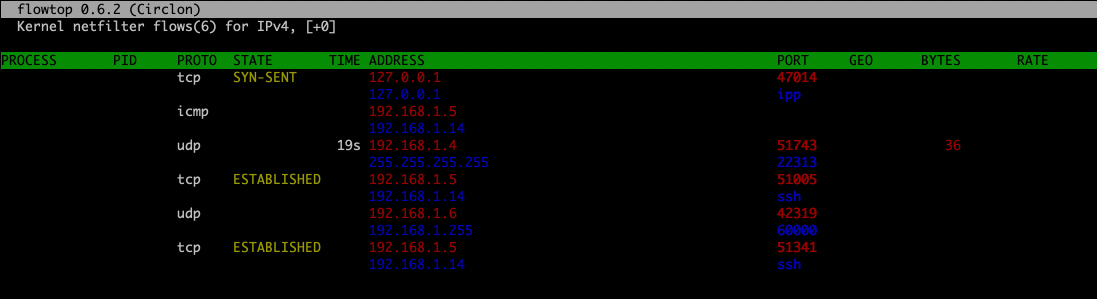 flowtop 0.6.2 (Circlon)
Kernel netfilter flows(6) for IPv4, [+0]
PROCESS PID PROTO STATE TIME ADDRESS PORT GEO BYTES RATE
tcp SYN-SENT 127.0.0.1 47014
127.0.0.1 ipp
icmp 192.168.1.5
192.168.1.14
udp 19s 192.168.1.4 51743 36
255.255.255.255 22313
tcp ESTABLISHED 192.168.1.5 51005
192.168.1.14 ssh
udp 192.168.1.6 42319
192.168.1.255 60000
tcp ESTABLISHED 192.168.1.5 51341
192.168.1.14 ssh